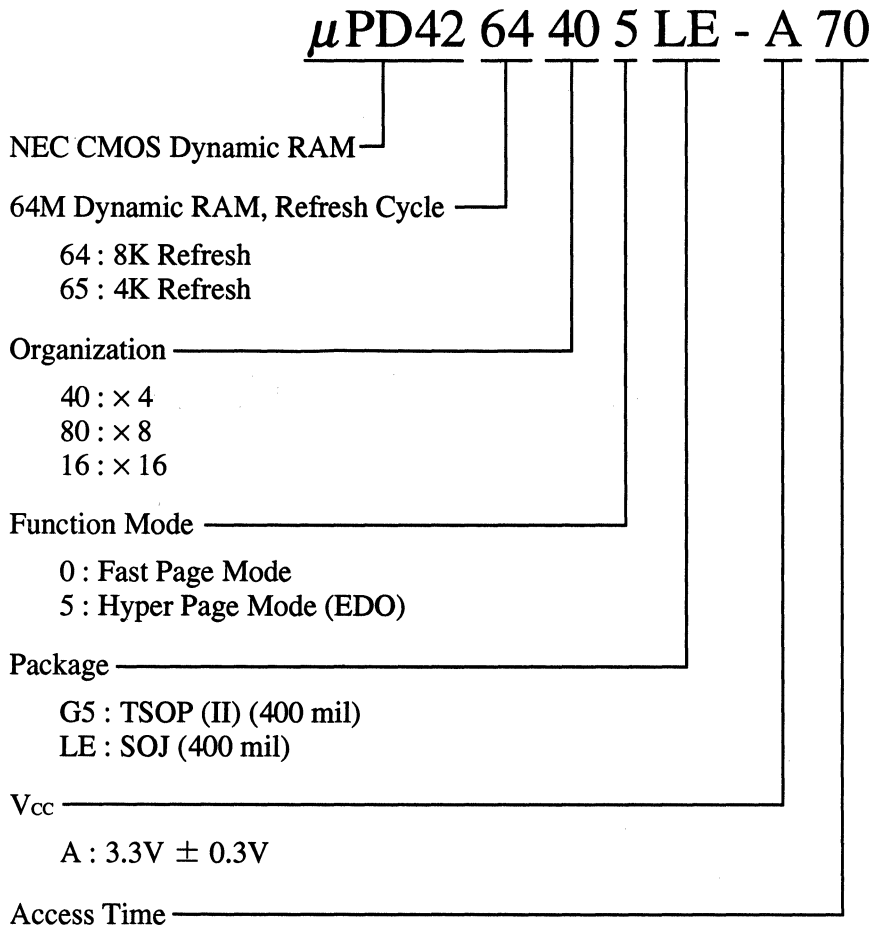 μPD42 64 40 5 LE - A 70
NEC CMOS Dynamic RAM
64M Dynamic RAM, Refresh Cycle
64 : 8K Refresh
65 : 4K Refresh
Organization
40 : × 4
80 : × 8
16 : × 16
Function Mode
0 : Fast Page Mode
5 : Hyper Page Mode (EDO)
Package
G5 : TSOP (II) (400 mil)
LE : SOJ (400 mil)
Vcc
A : 3.3V ± 0.3V
Access Time